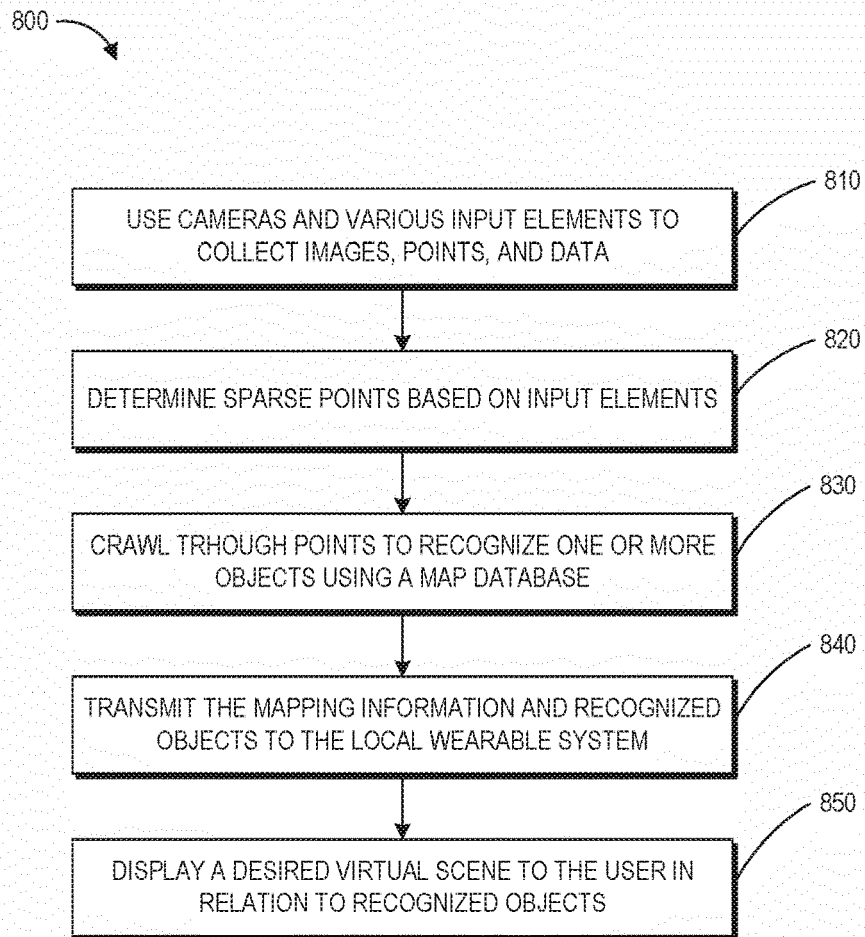 800
810
USE CAMERAS AND VARIOUS INPUT ELEMENTS TO
COLLECT IMAGES, POINTS, AND DATA
820
DETERMINE SPARSE POINTS BASED ON INPUT ELEMENTS
830
CRAWL TRHOUGH POINTS TO RECOGNIZE ONE OR MORE
OBJECTS USING A MAP DATABASE
840
TRANSMIT THE MAPPING INFORMATION AND RECOGNIZED
OBJECTS TO THE LOCAL WEARABLE SYSTEM
850
DISPLAY A DESIRED VIRTUAL SCENE TO THE USER IN
RELATION TO RECOGNIZED OBJECTS